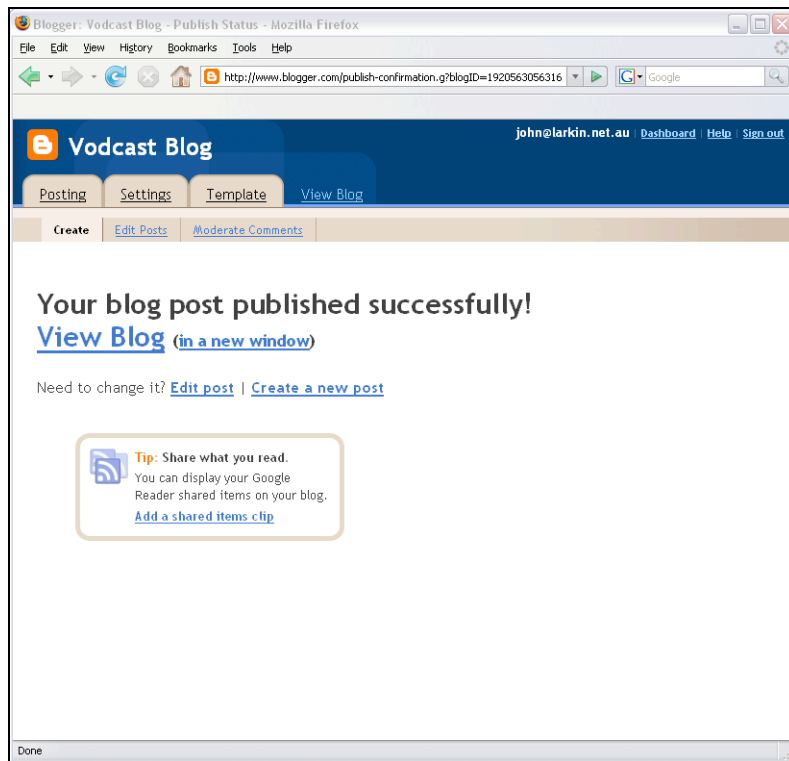 Blogger: Vodcast Blog - Publish Status - Mozilla Firefox
File Edit View History Bookmarks Tools Help
http://www.blogger.com/publish-confirmation.g?blogID=1920563056316
G Google
john@larkin.net.au | Dashboard | Help | Sign out
Vodcast Blog
Posting Settings Template View Blog
Create Edit Posts Moderate Comments
Your blog post published successfully!
View Blog (in a new window)
Need to change it? Edit post | Create a new post
Tip: Share what you read.
You can display your Google
Reader shared items on your blog.
Add a shared items clip
Done